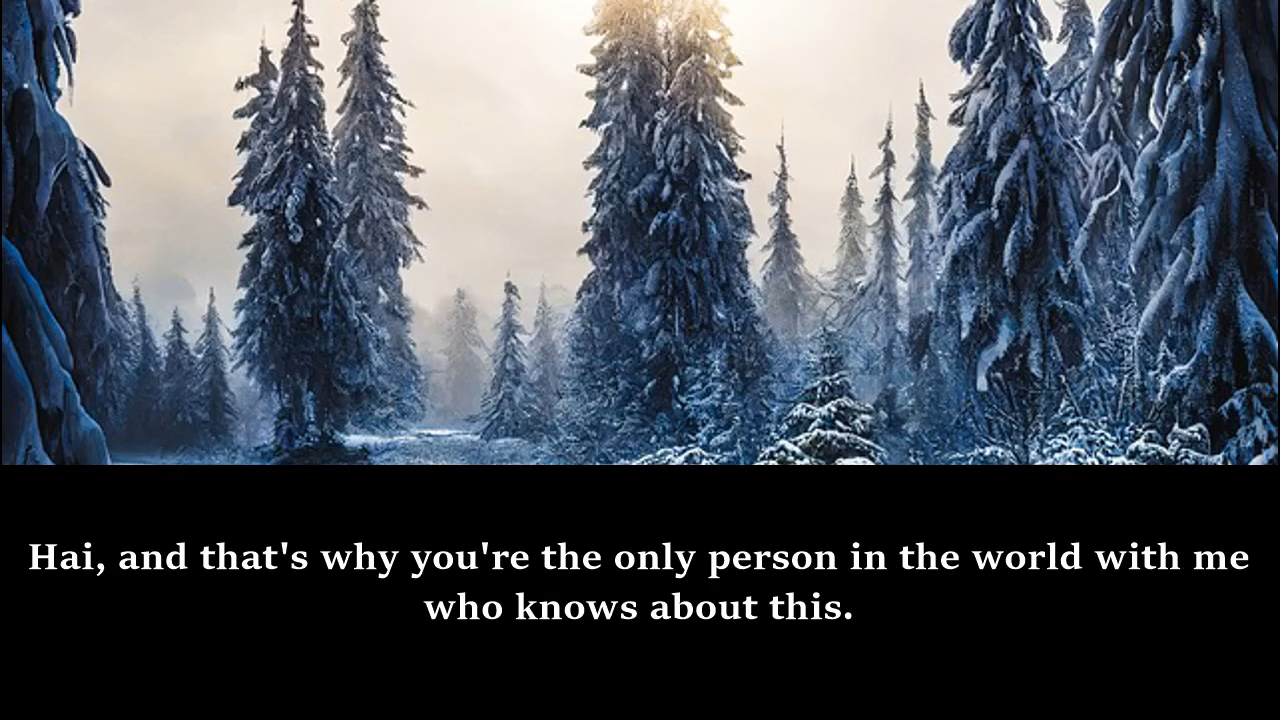 Hai, and that's why you're the only person in the world with me
who knows about this.